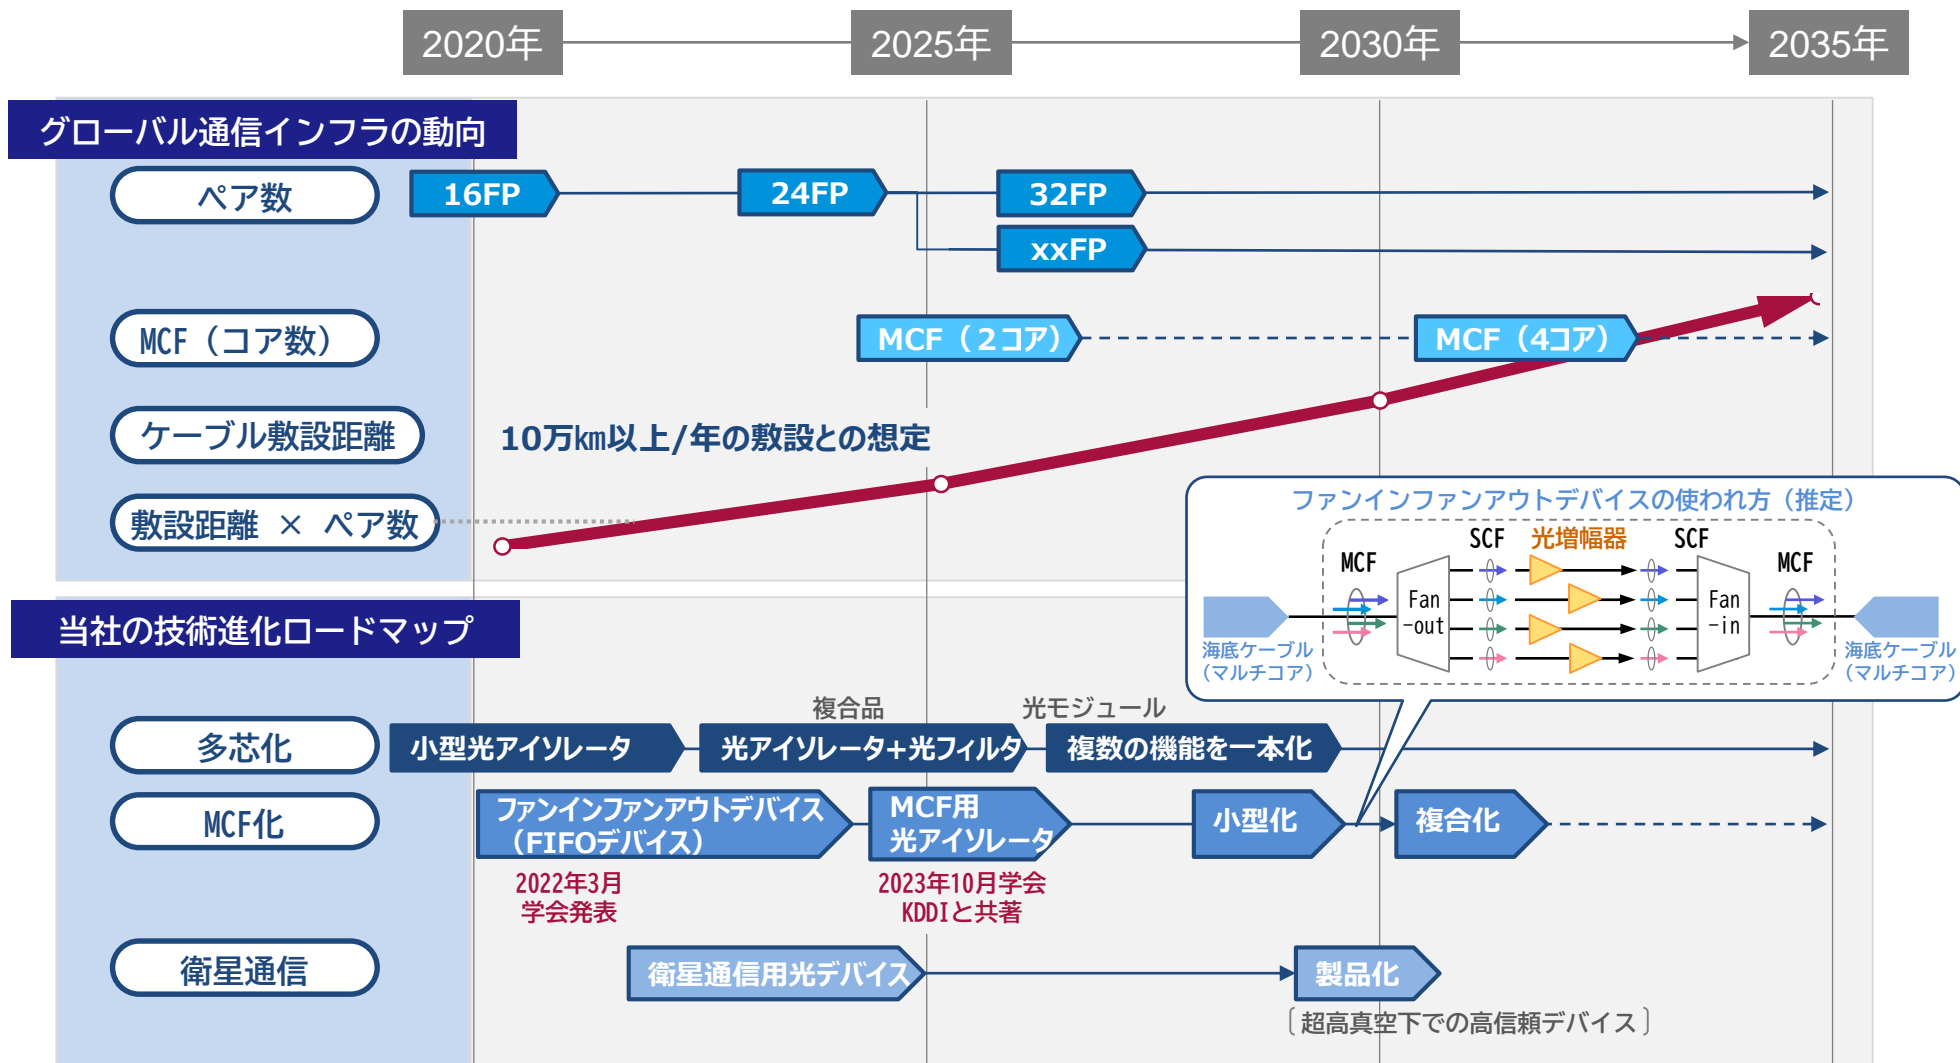 2020年
2025年
2030年
2035年
グローバル通信インフラの動向
ペア数
16FP
24FP
32FP
xxFP
MCF（コア数）
MCF（２コア）
MCF（4コア）
ケーブル敷設距離
10万㎞以上/年の敷設との想定
敷設距離 × ペア数
ファンインファンアウトデバイスの使われ方（推定）
MCF
SCF
光増幅器
SCF
MCF
Fan
-out
Fan
-in
海底ケーブル
（マルチコア）
海底ケーブル
（マルチコア）
当社の技術進化ロードマップ
複合品
光モジュール
多芯化
小型光アイソレータ
光アイソレータ+光フィルタ
複数の機能を一本化
MCF化
ファンインファンアウトデバイス
（FIFOデバイス）
MCF用
光アイソレータ
小型化
複合化
2022年3月
学会発表
2023年10月学会
KDDIと共著
衛星通信
衛星通信用光デバイス
製品化
〔超高真空下での高信頼デバイス〕